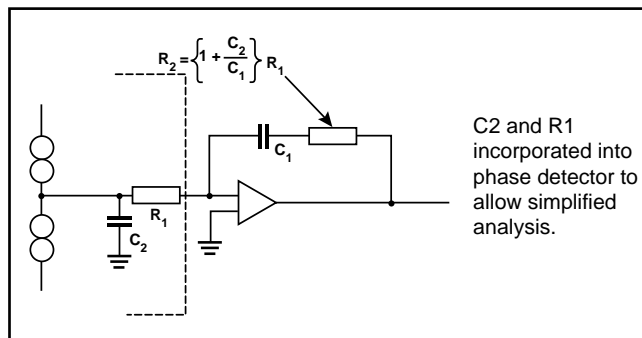 R2 = { 1 + C2/C1 } R1
C1
R1
C2
C2 and R1
incorporated into
phase detector to
allow simplified
analysis.